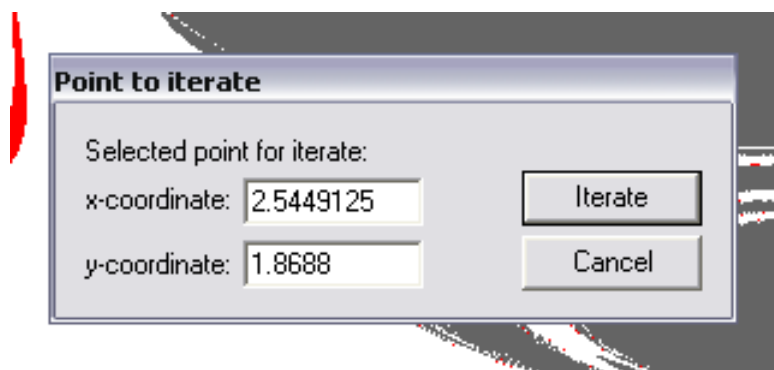 Point to iterate
Selected point for iterate:
x-coordinate: 2.5449125 Iterate
y-coordinate: 1.8688 Cancel